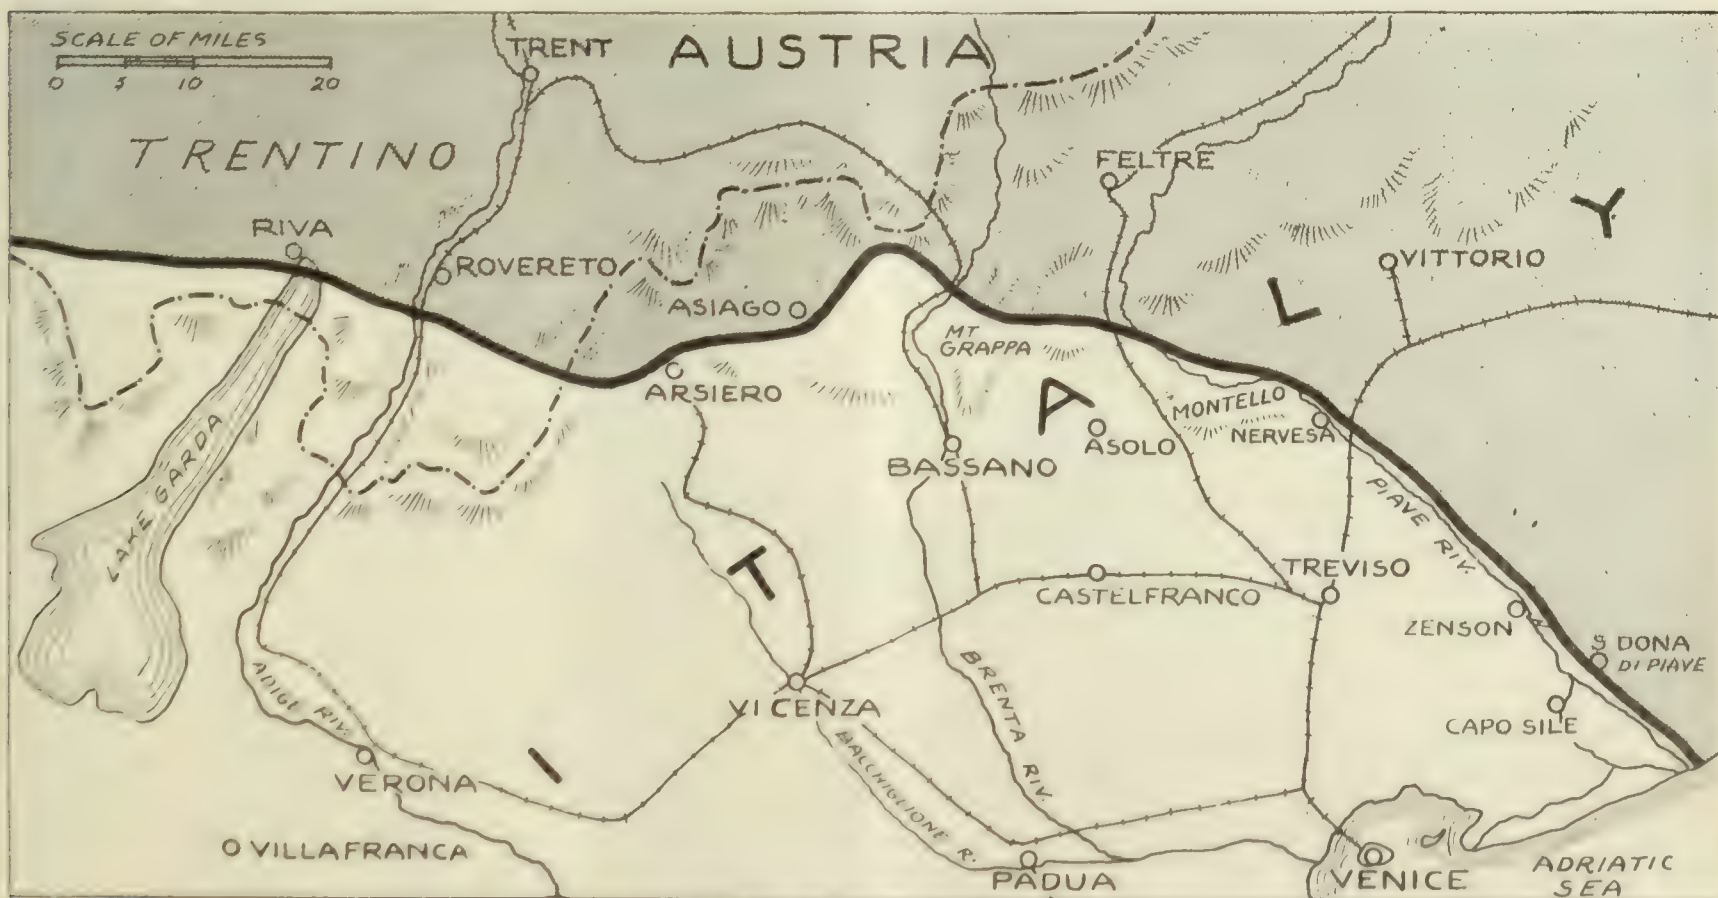 SCALE OF MILES
0 5 10 20
TRENT
AUSTRIA
TRENTINO
FELTRE
RIVA
ROVERETO
ASIAGO
VITTORIO
MT
GRAPPA
ARSIERO
MONTELLO
NERVESA
ASOLO
BASSANO
LAKE GARDA
PIAVE RIV.
ITALY
TREVISO
CASTELFRANCO
ZENSON
S DONA
DI PIAVE
ADIGE RIV.
BRENTA RIV.
VICENZA
CAPO SILE
BACCHIGLIONE R.
VERONA
VILLAFRANCA
PADUA
VENICE
ADRIATIC
SEA